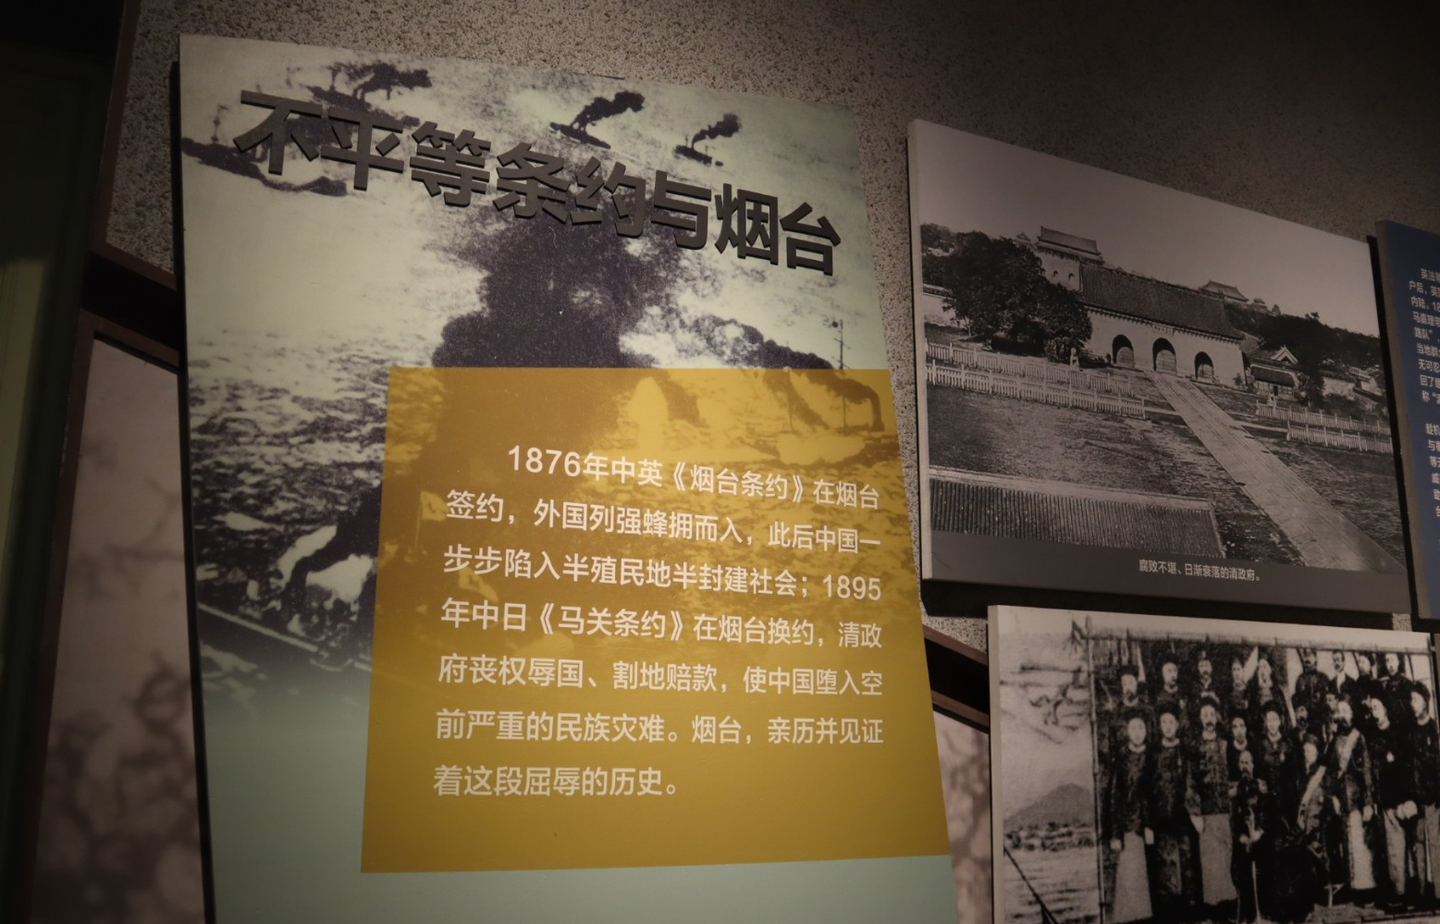 不平等条约与烟台
1876年中英《烟台条约》在烟台
签约，外国列强蜂拥而入，此后中国一
步步陷入半殖民地半封建社会；1895
年中日《马关条约》在烟台换约，清政
府丧权辱国、割地赔款，使中国堕入空
前严重的民族灾难。烟台，亲历并见证
着这段屈辱的历史。
腐败不堪、日渐衰落的清政府。